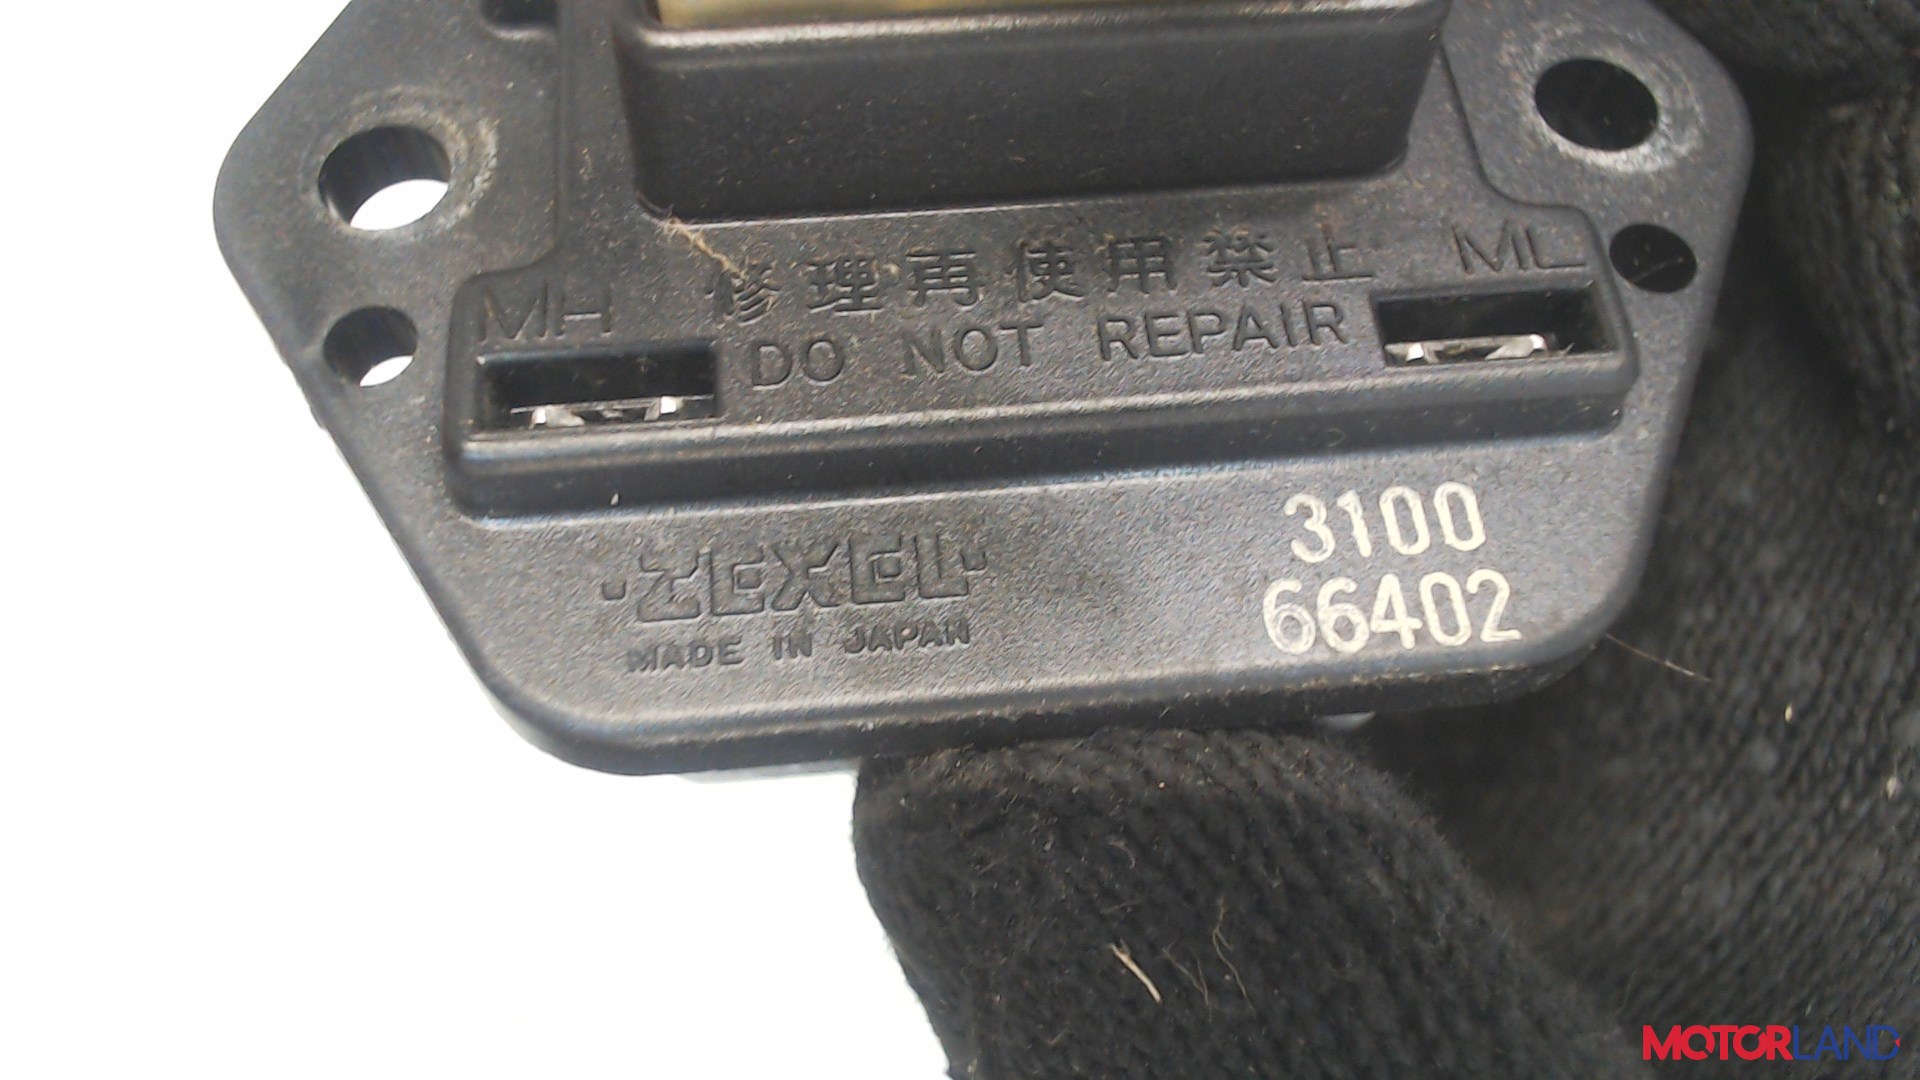 修理再使用禁止
MH DO NOT REPAIR ML
ZEXEL
MADE IN JAPAN
3100
66402
MOTORLAND